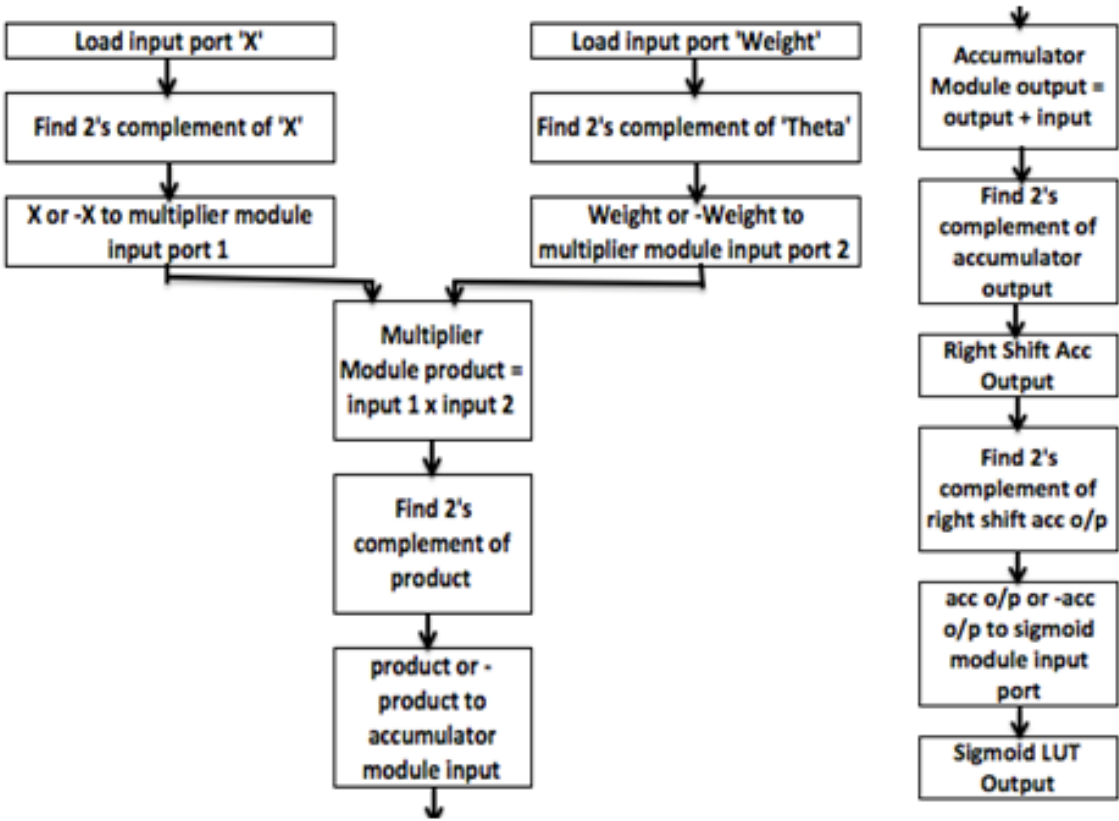 Load input port 'X'
Find 2's complement of 'X'
X or -X to multiplier module
input port 1
Load input port 'Weight'
Find 2's complement of 'Theta'
Weight or -Weight to
multiplier module input port 2
Multiplier
Module product =
input 1 x input 2
Find 2's
complement of
product
product or -
product to
accumulator
module input
Accumulator
Module output =
output + input
Find 2's
complement of
accumulator
output
Right Shift Acc
Output
Find 2's
complement of
right shift acc o/p
acc o/p or -acc
o/p to sigmoid
module input
port
Sigmoid LUT
Output